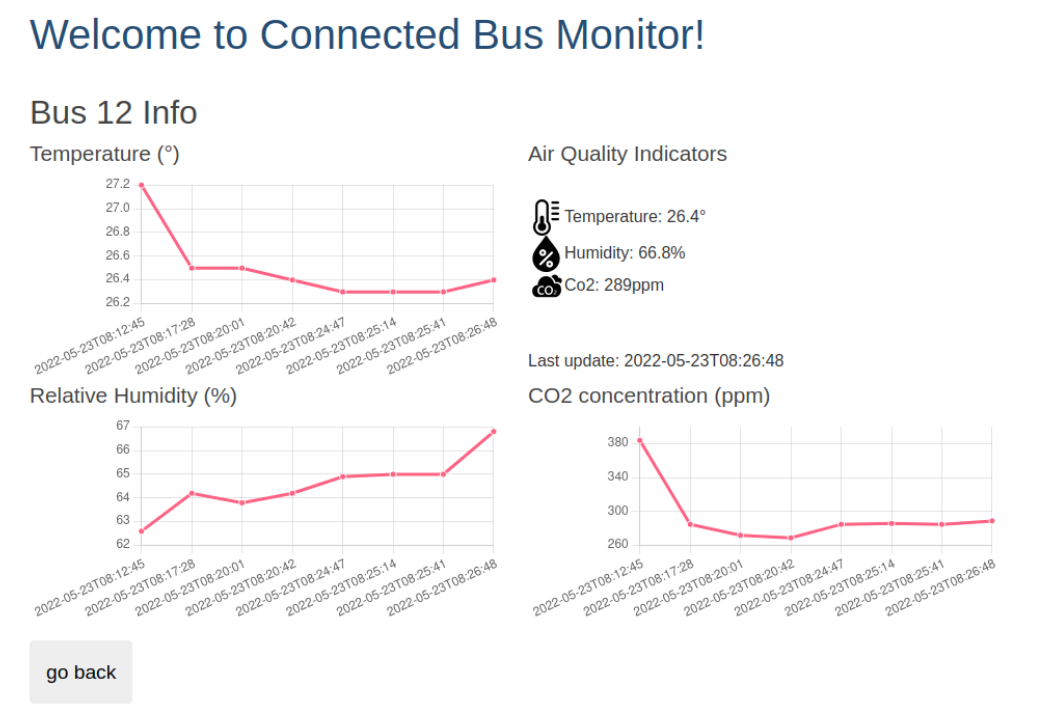 Welcome to Connected Bus Monitor!
Bus 12 Info
Temperature (°)
27.2
27.0
26.8
26.6
26.4
26.2
2022-05-23T08:12:45
2022-05-23T08:17:28
2022-05-23T08:20:01
2022-05-23T08:20:42
2022-05-23T08:24:47
2022-05-23T08:25:14
2022-05-23T08:25:41
2022-05-23T08:26:48
Air Quality Indicators
Temperature: 26.4°
%
Humidity: 66.8%
CO2
Co2: 289ppm
Last update: 2022-05-23T08:26:48
Relative Humidity (%)
67
66
65
64
63
62
2022-05-23T08:12:45
2022-05-23T08:17:28
2022-05-23T08:20:01
2022-05-23T08:20:42
2022-05-23T08:24:47
2022-05-23T08:25:14
2022-05-23T08:25:41
2022-05-23T08:26:48
CO2 concentration (ppm)
380
340
300
260
2022-05-23T08:12:45
2022-05-23T08:17:28
2022-05-23T08:20:01
2022-05-23T08:20:42
2022-05-23T08:24:47
2022-05-23T08:25:14
2022-05-23T08:25:41
2022-05-23T08:26:48
go back